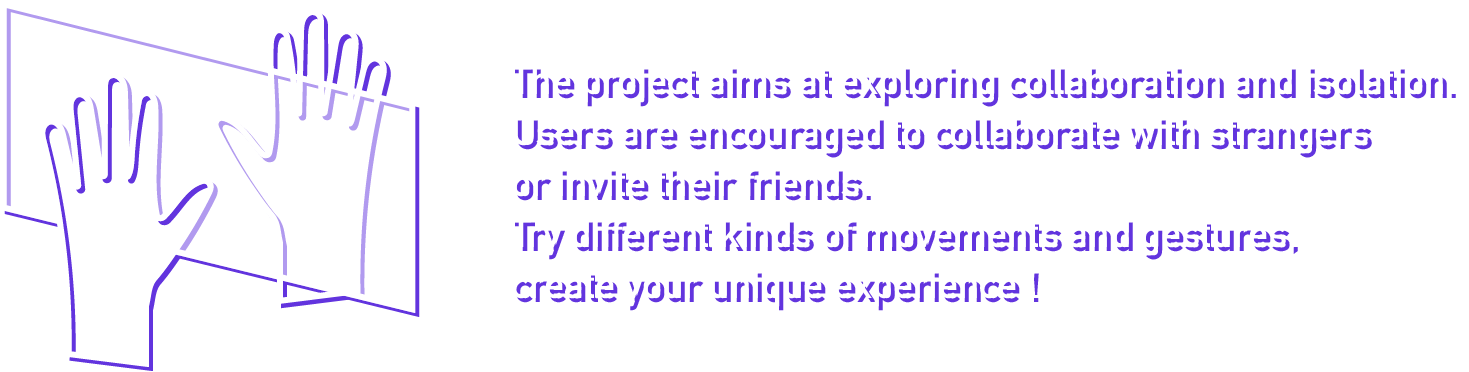 The project aims at exploring collaboration and isolation.
Users are encouraged to collaborate with strangers
or invite their friends.
Try different kinds of movements and gestures,
create your unique experience !